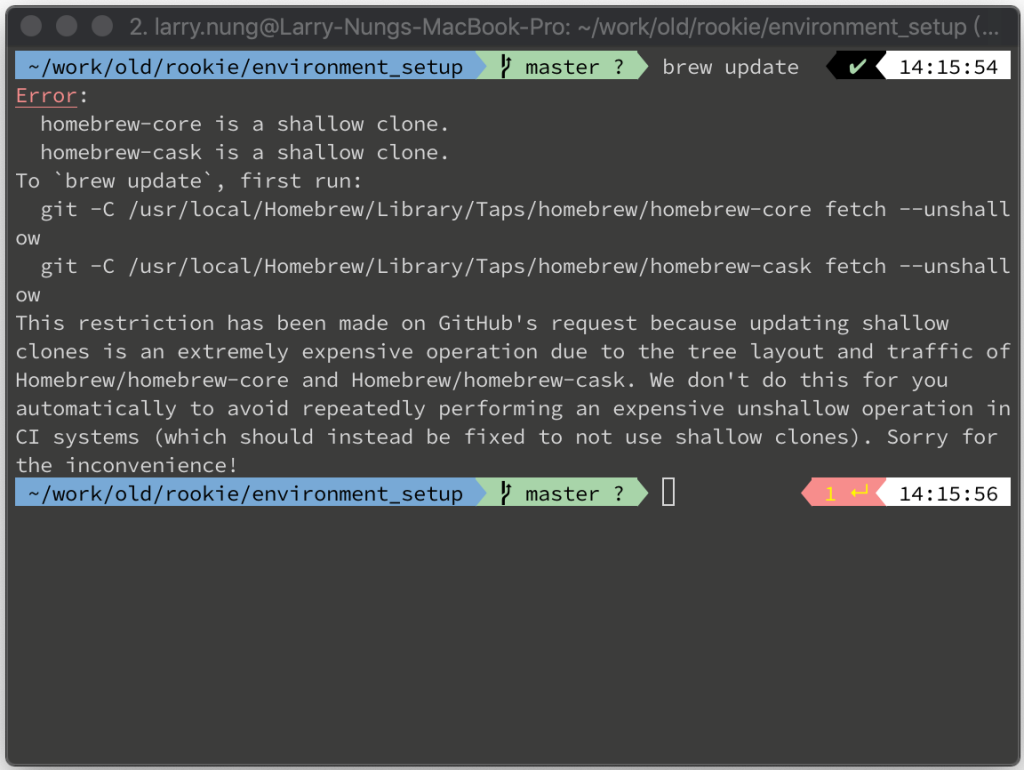 2. larry.nung@Larry-Nungs-MacBook-Pro: ~/work/old/rookie/environment_setup (...
~/work/old/rookie/environment_setup master ? brew update ✔ 14:15:54
Error:
homebrew-core is a shallow clone.
homebrew-cask is a shallow clone.
To `brew update`, first run:
git -C /usr/local/Homebrew/Library/Taps/homebrew/homebrew-core fetch --unshall
ow
git -C /usr/local/Homebrew/Library/Taps/homebrew/homebrew-cask fetch --unshall
ow
This restriction has been made on GitHub's request because updating shallow
clones is an extremely expensive operation due to the tree layout and traffic of
Homebrew/homebrew-core and Homebrew/homebrew-cask. We don't do this for you
automatically to avoid repeatedly performing an expensive unshallow operation in
CI systems (which should instead be fixed to not use shallow clones). Sorry for
the inconvenience!
~/work/old/rookie/environment_setup master ? 1 ↵ 14:15:56